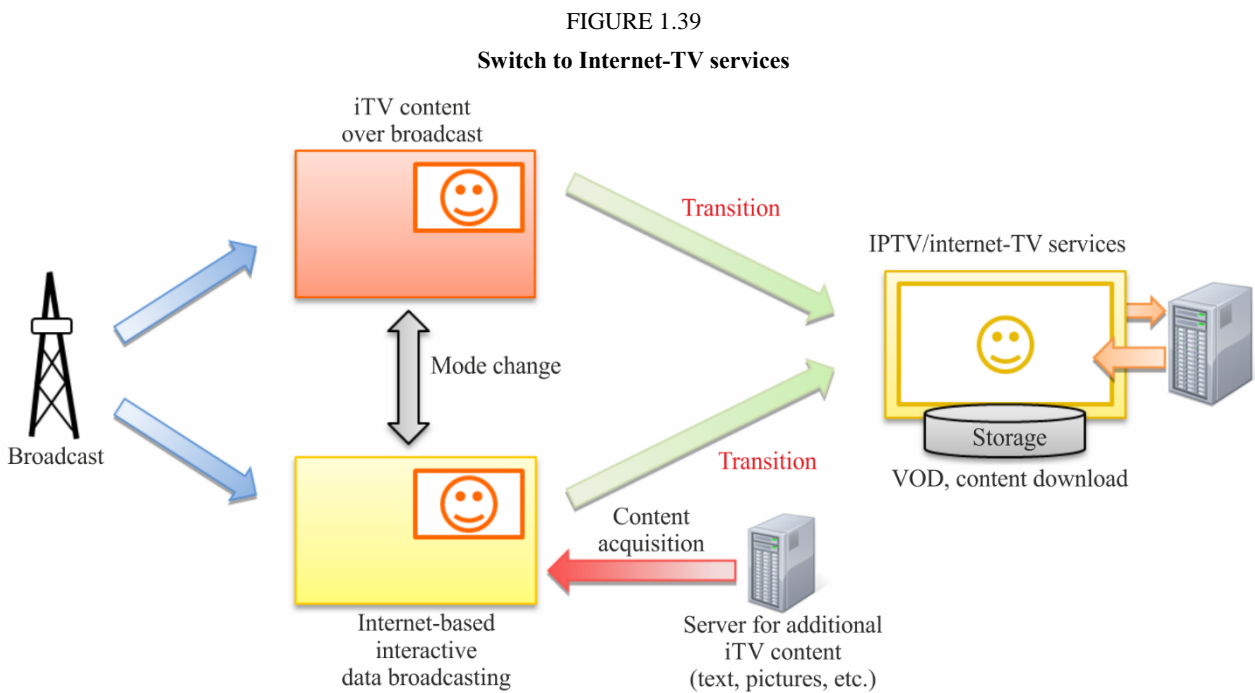 FIGURE 1.39
Switch to Internet-TV services
iTV content
over broadcast
Transition
IPTV/internet-TV services
Mode change
Broadcast
Storage
Transition
VOD, content download
Content
acquisition
Internet-based
interactive
data broadcasting
Server for additional
iTV content
(text, pictures, etc.)